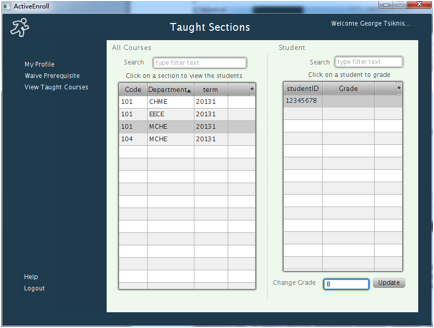 ActiveEnroll
Taught Sections
Welcome George Tsiknis...
My Profile
Waive Prerequisite
View Taught Courses
Help
Logout
All Courses
Search type filter text
Click on a section to view the students
Code Department▲ term
101 CHME 20131
101 EECE 20131
101 MCHE 20131
104 MCHE 20131
Student
Search type filter text
Click on a student to grade
studentID Grade
12345678
Change Grade B Update